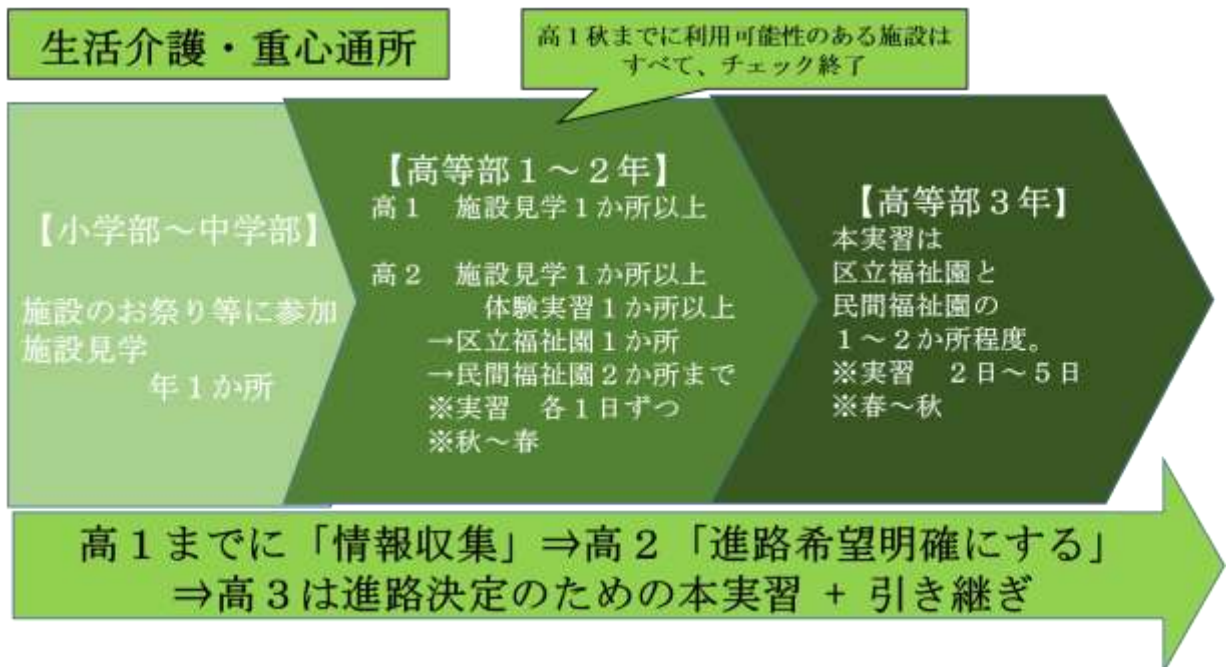 生活介護・重心通所
高１秋までに利用可能性のある施設は
すべて、チェック終了
【小学部～中学部】
施設のお祭り等に参加
施設見学
年１か所
【高等部１～２年】
高１　施設見学１か所以上
高２　施設見学１か所以上
体験実習１か所以上
→区立福祉園１か所
→民間福祉園２か所まで
※実習　各１日ずつ
※秋～春
【高等部３年】
本実習は
区立福祉園と
民間福祉園の
１～２か所程度。
※実習　２日～５日
※春～秋
高１までに「情報収集」⇒高２「進路希望明確にする」
⇒高３は進路決定のための本実習 + 引き継ぎ